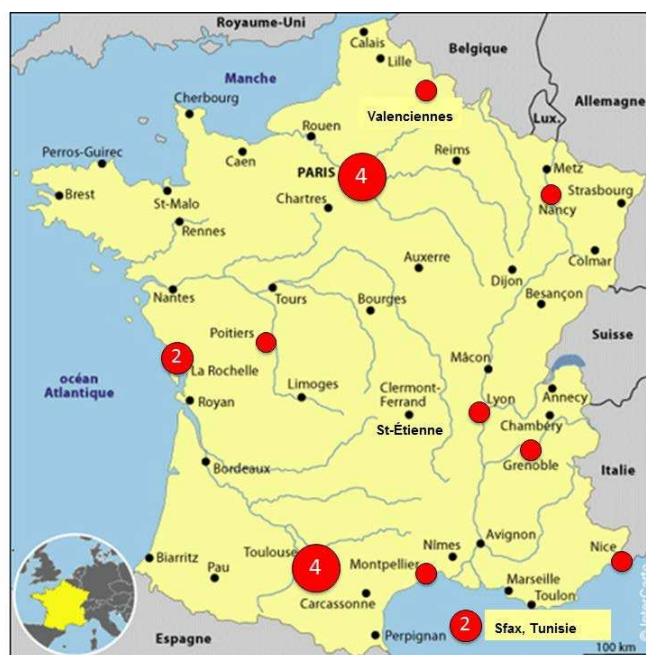 Royaume-Uni
Calais
Lille
Belgique
Manche
Allemagne
Valenciennes
Lux.
Cherbourg
Rouen
Perros-Guirec
Caen
PARIS
4
Reims
Metz
Strasbourg
Brest
St-Malo
Chartres
Nancy
Rennes
Auxerre
Colmar
Dijon
Nantes
Tours
Bourges
Besançon
Poitiers
Suisse
2
La Rochelle
Mâcon
océan
Atlantique
Limoges
Clermont-
Ferrand
Lyon
Annecy
Royan
Chambéry
St-Étienne
Grenoble
Bordeaux
Italie
Avignon
Toulouse
4
Montpellier
Nîmes
Nice
Biarritz
Pau
Carcassonne
Marseille
Toulon
2
Sfax, Tunisie
Espagne
Perpignan
100 km
© InterCarto